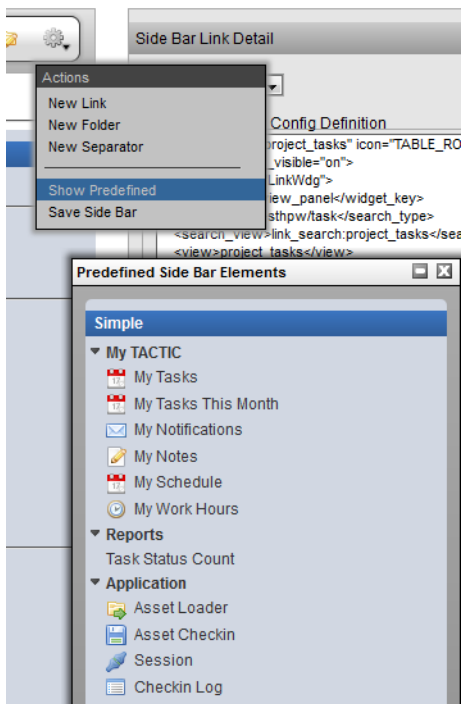 Side Bar Link Detail
Actions
New Link
New Folder
New Separator
Show Predefined
Save Side Bar
Config Definition
project_tasks" icon="TABLE_RO
_visible="on">
LinkWdg">
iew_panel</widget_key>
sthpw/task</search_type>
<search_view>link_search:project_tasks</sea
<view>project_tasks</view>
Predefined Side Bar Elements
Simple
My TACTIC
My Tasks
My Tasks This Month
My Notifications
My Notes
My Schedule
My Work Hours
Reports
Task Status Count
Application
Asset Loader
Asset Checkin
Session
Checkin Log